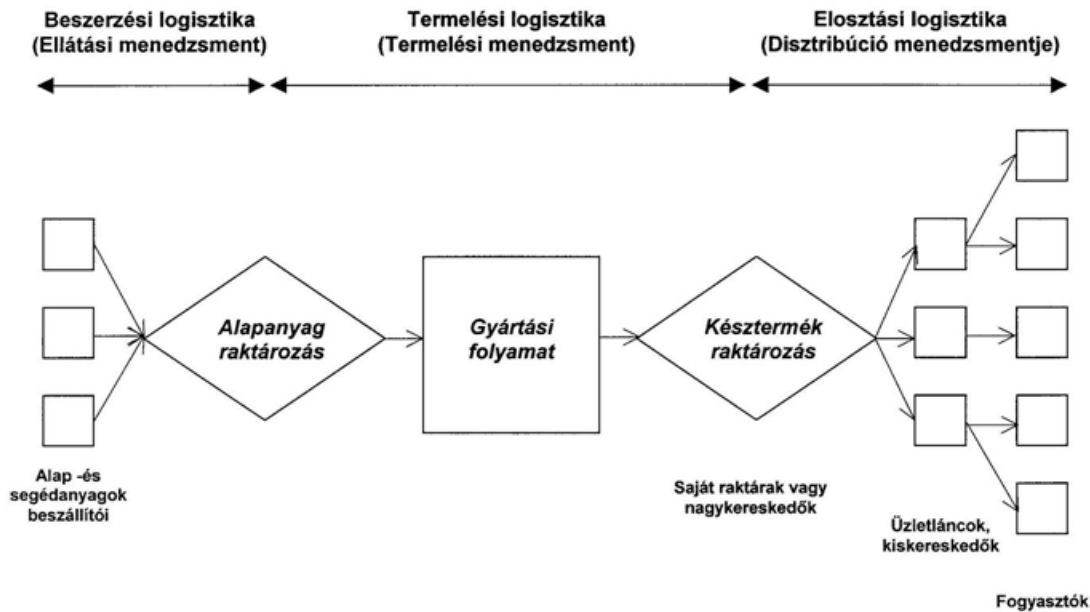 Beszerzési logisztika
(Ellátási menedzsment)
Termelési logisztika
(Termelési menedzsment)
Elosztási logisztika
(Disztribúció menedzsmentje)
Alapanyag
raktározás
Gyártási
folyamat
Késztermék
raktározás
Alap -és
segédanyagok
beszállítói
Saját raktárak vagy
nagykereskedők
Üzletláncok,
kiskereskedők
Fogyasztók